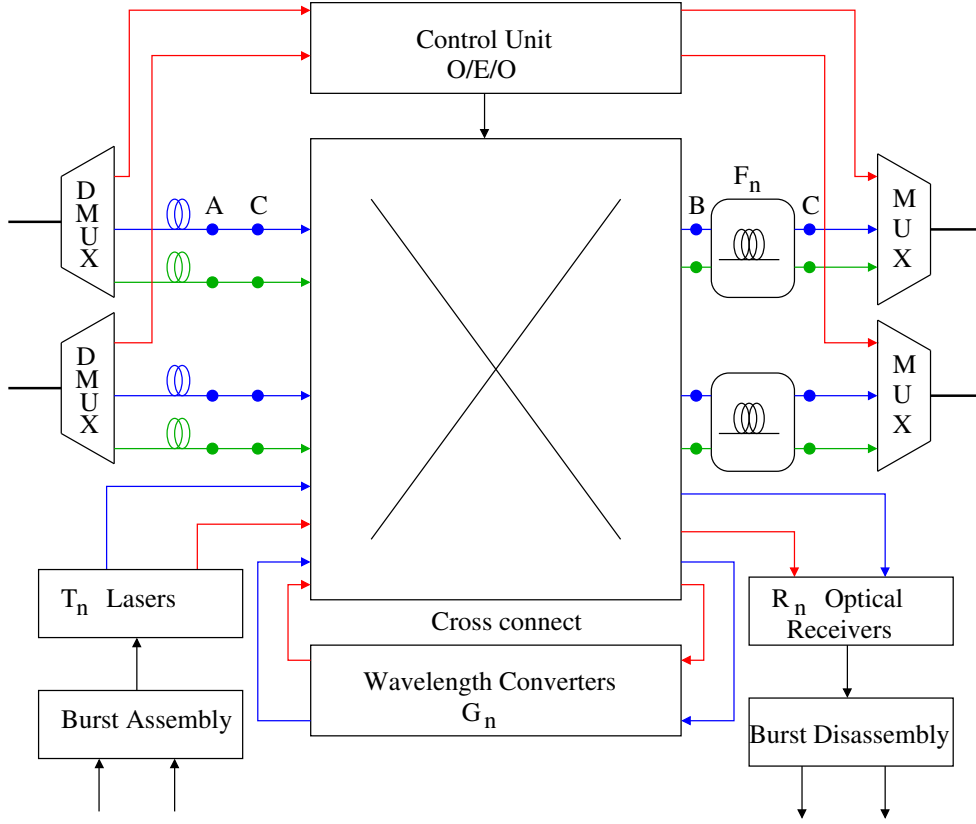 Control Unit
O/E/O
D
M
U
X
A
C
B
F n
C
M
U
X
D
M
U
X
M
U
X
T n Lasers
R n Optical
Receivers
Cross connect
Wavelength Converters
G n
Burst Assembly
Burst Disassembly